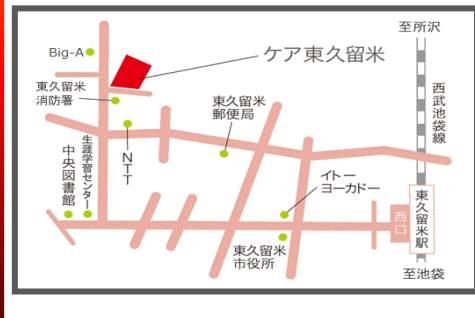 至所沢
Big-A
ケア東久留米
東久留米
消防署
東久留米
郵便局
西武池袋線
NTT
生涯学習センター
中央図書館
イトー
ヨーカドー
東久留米
市役所
西口
東久留米駅
至池袋